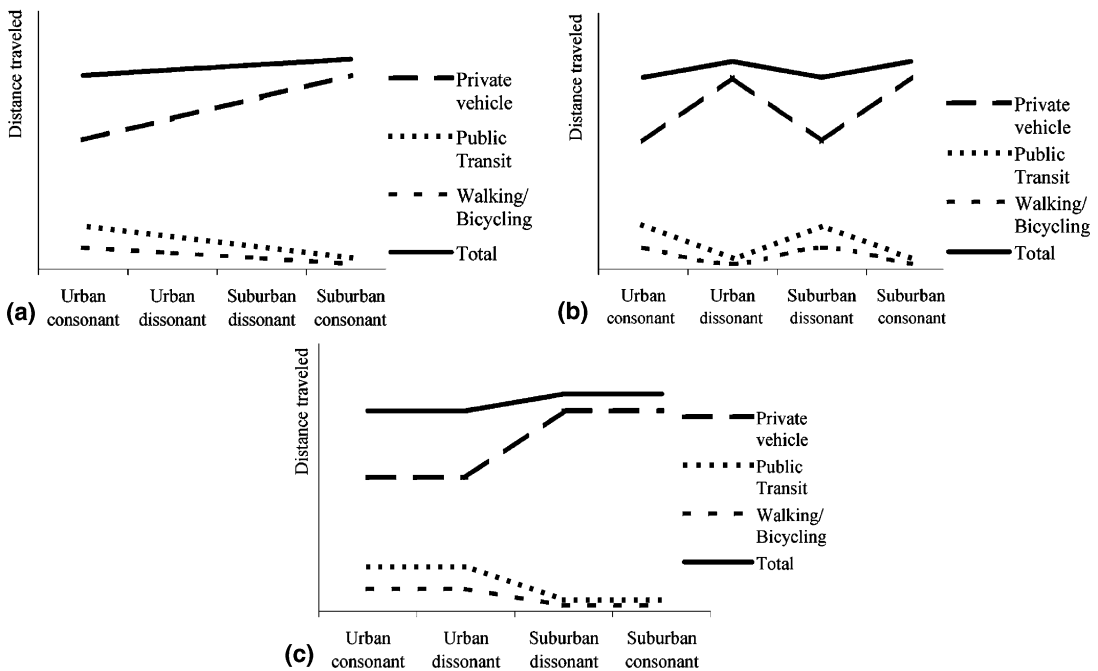 Distance traveled
Private
vehicle
Public
Transit
Walking/
Bicycling
Total
Urban
consonant
Urban
dissonant
Suburban
dissonant
Suburban
consonant
(a)
Distance traveled
Private
vehicle
Public
Transit
Walking/
Bicycling
Total
Urban
consonant
Urban
dissonant
Suburban
dissonant
Suburban
consonant
(b)
Distance traveled
Private
vehicle
Public
Transit
Walking/
Bicycling
Total
Urban
consonant
Urban
dissonant
Suburban
dissonant
Suburban
consonant
(c)